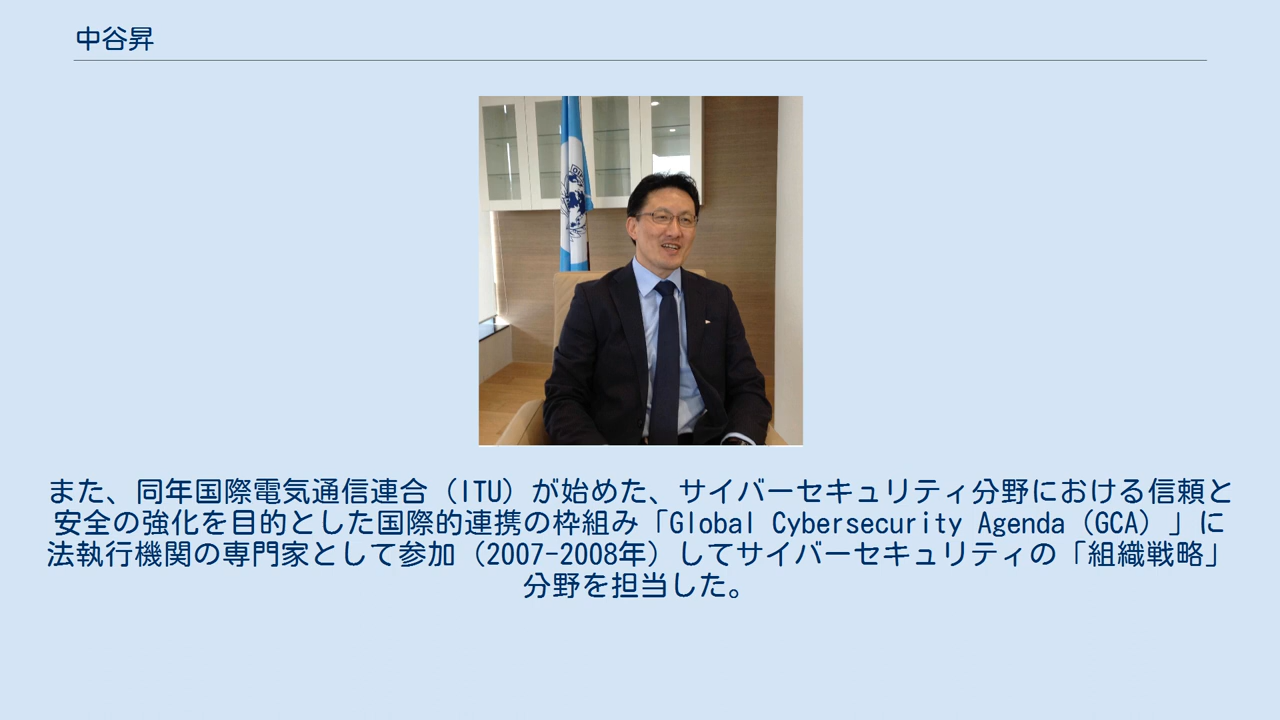 中谷昇
また、同年国際電気通信連合（ITU）が始めた、サイバーセキュリティ分野における信頼と
安全の強化を目的とした国際的連携の枠組み「Global Cybersecurity Agenda（GCA）」に
法執行機関の専門家として参加（2007-2008年）してサイバーセキュリティの「組織戦略」
分野を担当した。